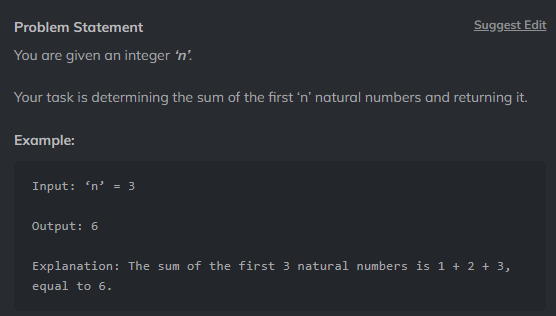 Problem Statement
Suggest Edit
You are given an integer ‘n’.
Your task is determining the sum of the first ‘n’ natural numbers and returning it.
Example:
Input: ‘n’ = 3
Output: 6
Explanation: The sum of the first 3 natural numbers is 1 + 2 + 3,
equal to 6.